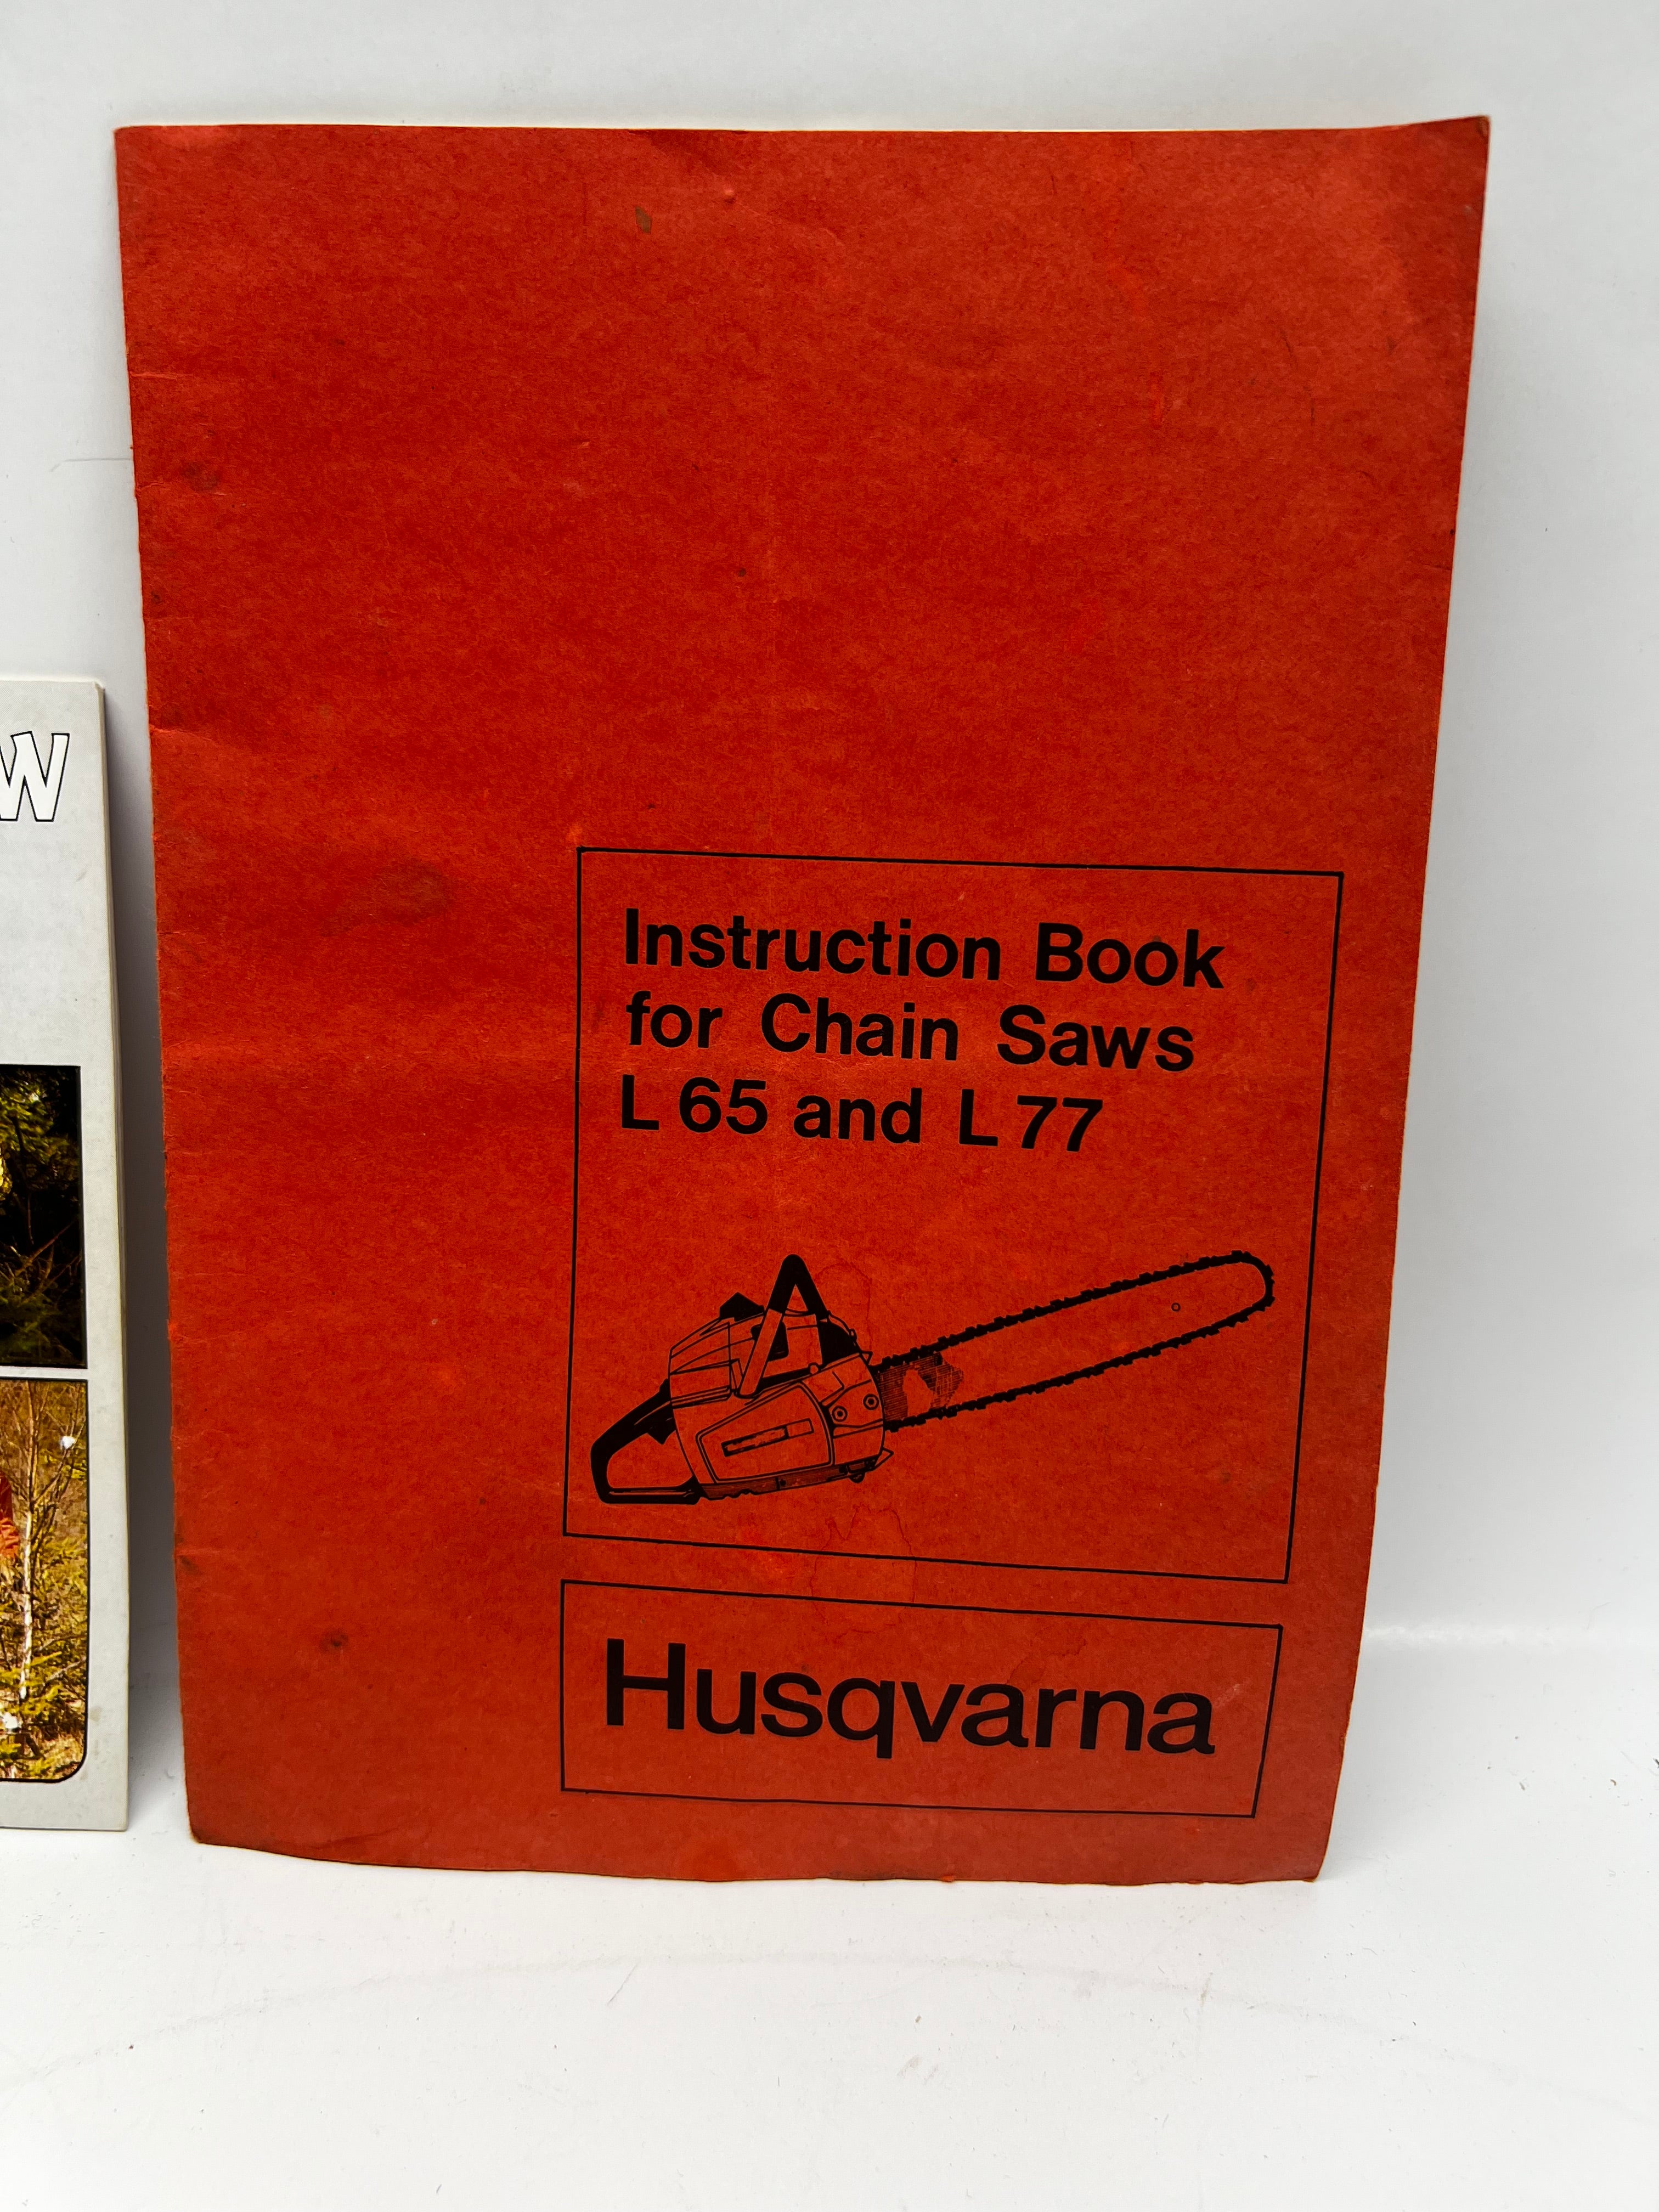 W
Instruction Book
for Chain Saws
L 65 and L 77
Husqvarna